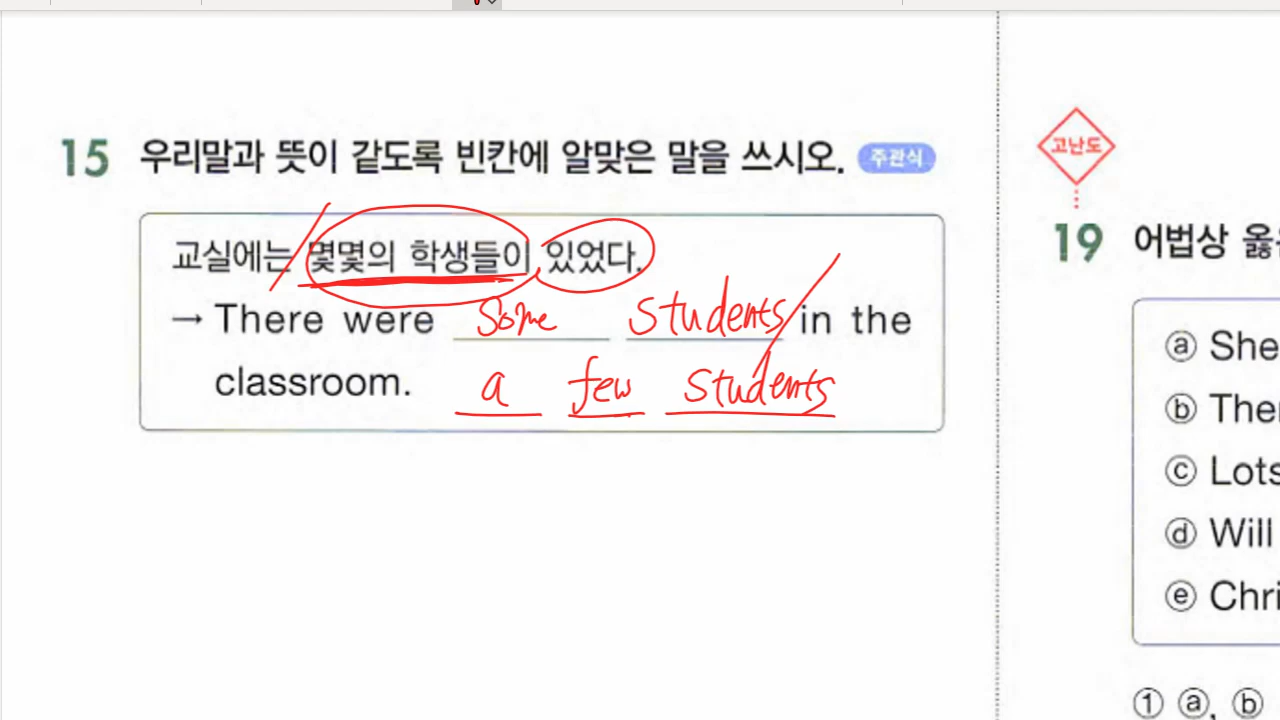 15 우리말과 뜻이 같도록 빈칸에 알맞은 말을 쓰시오. 주관식
교실에는 몇몇의 학생들이 있었다.
→ There were some students in the
classroom. a few students
고난도
19 어법상
ⓐ She
ⓑ
ⓒ Lots
ⓓ Will
ⓔ
① ⓐ, ⓑ